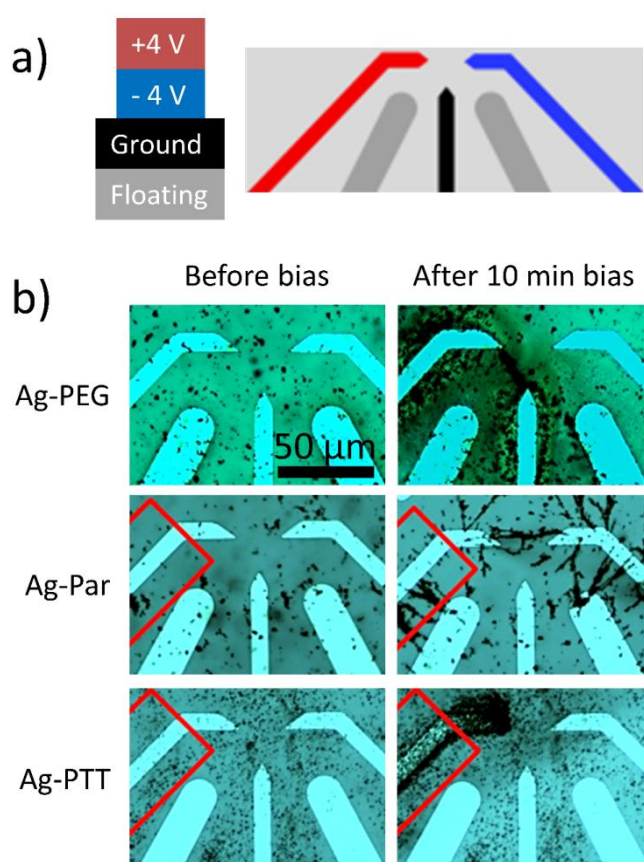 a)
+4 V
- 4 V
Ground
Floating
b)
Before bias
After 10 min bias
Ag-PEG
50 μm
Ag-Par
Ag-PTT